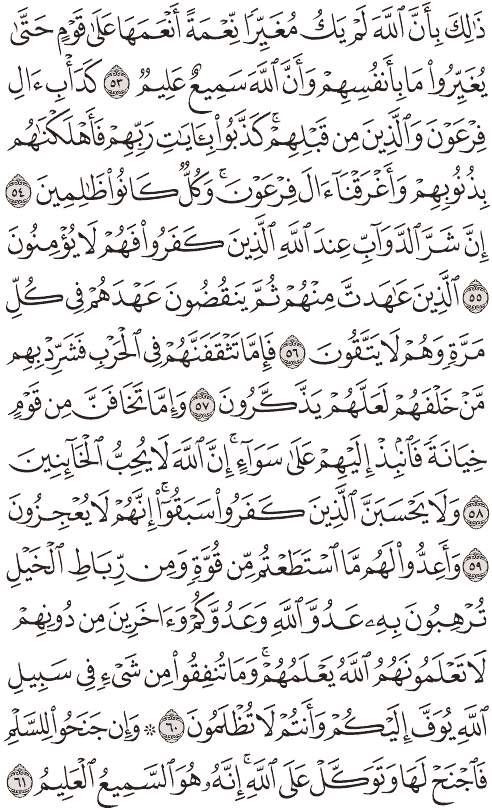 ذَٰلِكَ بِأَنَّ ٱللَّهَ لَمۡ يَكُ مُغَيِّرٗا نِّعۡمَةً أَنۡعَمَهَا عَلَىٰ قَوۡمٍ حَتَّىٰ
يُغَيِّرُواْ مَا بِأَنفُسِهِمۡ وَأَنَّ ٱللَّهَ سَمِيعٌ عَلِيمٞ ٥٣ كَدَأۡبِ ءَالِ
فِرۡعَوۡنَ وَٱلَّذِينَ مِن قَبۡلِهِمۡۚ كَذَّبُواْ بِـَٔايَٰتِ رَبِّهِمۡ فَأَهۡلَكۡنَٰهُم
بِذُنُوبِهِمۡ وَأَغۡرَقۡنَآ ءَالَ فِرۡعَوۡنَۚ وَكُلّٞ كَانُواْ ظَٰلِمِينَ ٥٤
إِنَّ شَرَّ ٱلدَّوَآبِّ عِندَ ٱللَّهِ ٱلَّذِينَ كَفَرُواْ فَهُمۡ لَا يُؤۡمِنُونَ
٥٥ ٱلَّذِينَ عَٰهَدتَّ مِنۡهُمۡ ثُمَّ يَنقُضُونَ عَهۡدَهُمۡ فِي كُلِّ
مَرَّةٖ وَهُمۡ لَا يَتَّقُونَ ٥٦ فَإِمَّا تَثۡقَفَنَّهُمۡ فِي ٱلۡحَرۡبِ فَشَرِّدۡ بِهِم
مَّنۡ خَلۡفَهُمۡ لَعَلَّهُمۡ يَذَّكَّرُونَ ٥٧ وَإِمَّا تَخَافَنَّ مِن قَوۡمٍ
خِيَانَةٗ فَٱنۢبِذۡ إِلَيۡهِمۡ عَلَىٰ سَوَآءٍۚ إِنَّ ٱللَّهَ لَا يُحِبُّ ٱلۡخَآئِنِينَ
٥٨ وَلَا يَحۡسَبَنَّ ٱلَّذِينَ كَفَرُواْ سَبَقُوٓاْۚ إِنَّهُمۡ لَا يُعۡجِزُونَ
٥٩ وَأَعِدُّواْ لَهُم مَّا ٱسۡتَطَعۡتُم مِّن قُوَّةٖ وَمِن رِّبَاطِ ٱلۡخَيۡلِ
تُرۡهِبُونَ بِهِۦ عَدُوَّ ٱللَّهِ وَعَدُوَّكُمۡ وَءَاخَرِينَ مِن دُونِهِمۡ
لَا تَعۡلَمُونَهُمُ ٱللَّهُ يَعۡلَمُهُمۡۚ وَمَا تُنفِقُواْ مِن شَيۡءٖ فِي سَبِيلِ
ٱللَّهِ يُوَفَّ إِلَيۡكُمۡ وَأَنتُمۡ لَا تُظۡلَمُونَ ٦٠ ۞ وَإِن جَنَحُواْ لِلسَّلۡمِ
فَٱجۡنَحۡ لَهَا وَتَوَكَّلۡ عَلَى ٱللَّهِۚ إِنَّهُۥ هُوَ ٱلسَّمِيعُ ٱلۡعَلِيمُ ٦١